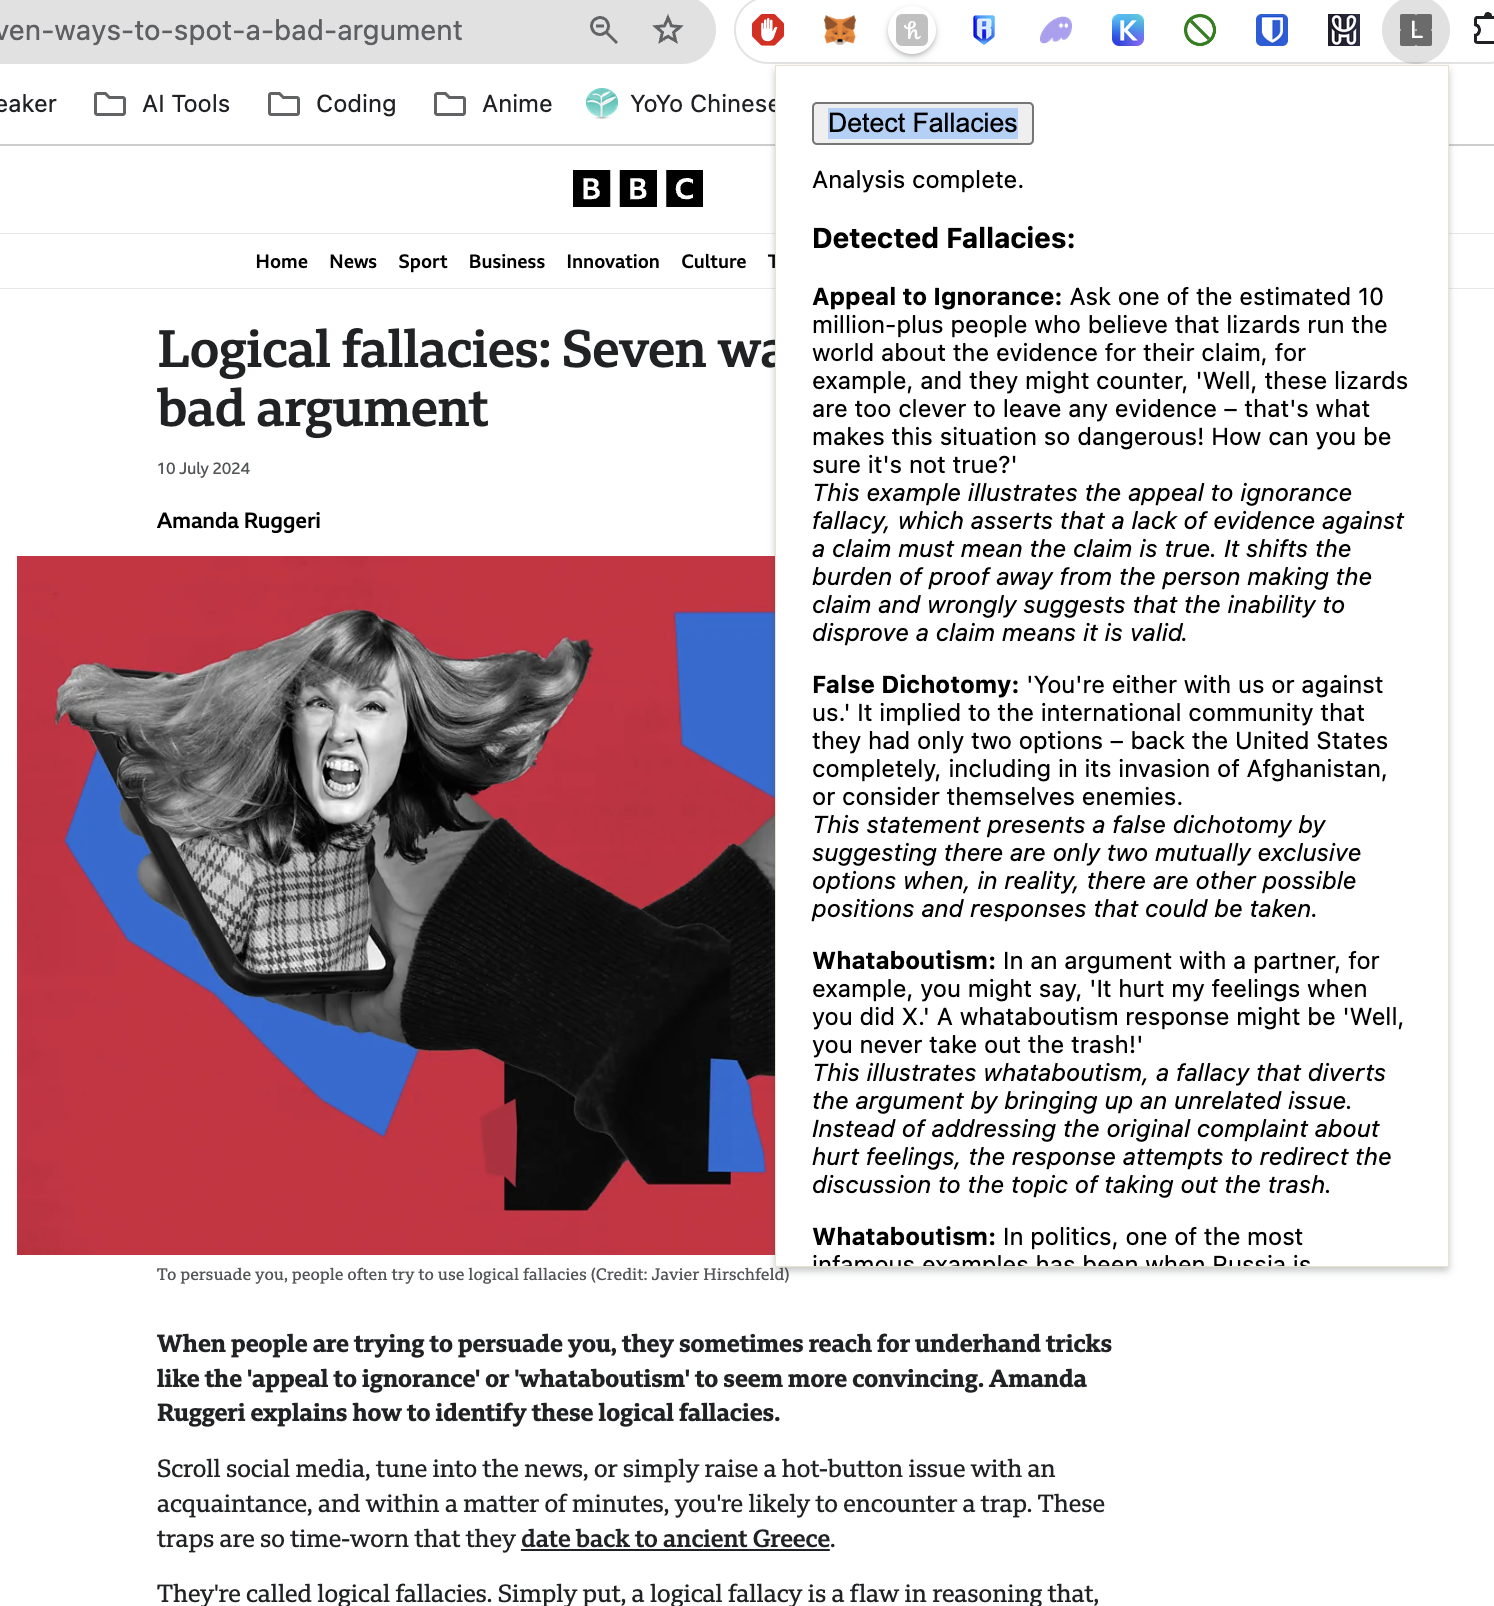 ven-ways-to-spot-a-bad-argument
eaker AI Tools Coding Anime YoYo Chinese
BBC
Home News Sport Business Innovation Culture
Logical fallacies: Seven wa
bad argument
10 July 2024
Amanda Ruggeri
Detect Fallacies
Analysis complete.
Detected Fallacies:
Appeal to Ignorance: Ask one of the estimated 10
million-plus people who believe that lizards run the
world about the evidence for their claim, for
example, and they might counter, 'Well, these lizards
are too clever to leave any evidence – that's what
makes this situation so dangerous! How can you be
sure it's not true?'
This example illustrates the appeal to ignorance
fallacy, which asserts that a lack of evidence against
a claim must mean the claim is true. It shifts the
burden of proof away from the person making the
claim and wrongly suggests that the inability to
disprove a claim means it is valid.
False Dichotomy: 'You're either with us or against
us.' It implied to the international community that
they had only two options – back the United States
completely, including in its invasion of Afghanistan,
or consider themselves enemies.
This statement presents a false dichotomy by
suggesting there are only two mutually exclusive
options when, in reality, there are other possible
positions and responses that could be taken.
Whataboutism: In an argument with a partner, for
example, you might say, 'It hurt my feelings when
you did X.' A whataboutism response might be 'Well,
you never take out the trash!'
This illustrates whataboutism, a fallacy that diverts
the argument by bringing up an unrelated issue.
Instead of addressing the original complaint about
hurt feelings, the response attempts to redirect the
discussion to the topic of taking out the trash.
Whataboutism: In politics, one of the most
infamous examples has been when Russia is
To persuade you, people often try to use logical fallacies (Credit: Javier Hirschfeld)
When people are trying to persuade you, they sometimes reach for underhand tricks
like the 'appeal to ignorance' or 'whataboutism' to seem more convincing. Amanda
Ruggeri explains how to identify these logical fallacies.
Scroll social media, tune into the news, or simply raise a hot-button issue with an
acquaintance, and within a matter of minutes, you're likely to encounter a trap. These
traps are so time-worn that they date back to ancient Greece.
They're called logical fallacies. Simply put, a logical fallacy is a flaw in reasoning that,